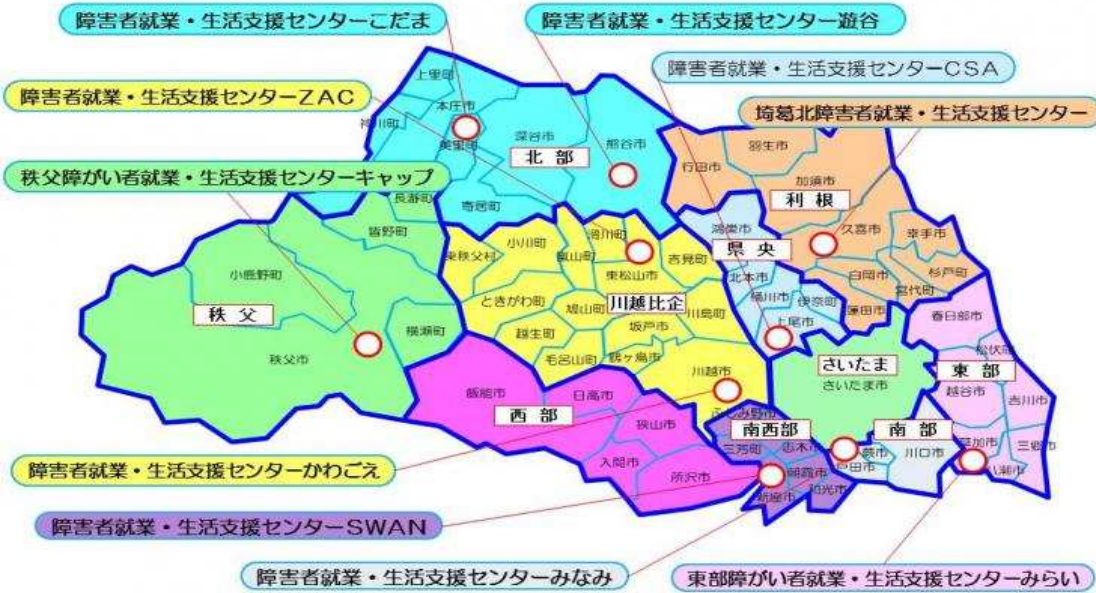 障害者就業・生活支援センターこだま
障害者就業・生活支援センター遊谷
障害者就業・生活支援センターCSA
障害者就業・生活支援センターZAC
埼葛北障害者就業・生活支援センター
秩父障がい者就業・生活支援センターキャップ
上里町
本庄市
神川町
美里町
深谷市
熊谷市
北部
寄居町
長瀞町
皆野町
小鹿野町
秩父
秩父市
横瀬町
行田市
羽生市
加須市
利根
久喜市
幸手市
白岡市
杉戸町
宮代町
蓮田市
鴻巣市
県央
北本市
桶川市
伊奈町
上尾市
東秩父村
小川町
嵐山町
滑川町
東松山市
吉見町
ときがわ町
鳩山町
川越比企
川島町
越生町
坂戸市
毛呂山町
鶴ヶ島市
川越市
ふじみ野市
春日部市
松伏町
東部
越谷市
吉川市
草加市
三郷市
八潮市
さいたま
さいたま市
飯能市
日高市
西部
狭山市
入間市
所沢市
南西部
三芳町
志木市
朝霞市
新座市
和光市
南部
戸田市
蕨市
川口市
障害者就業・生活支援センターかわごえ
障害者就業・生活支援センターSWAN
障害者就業・生活支援センターみなみ
東部障がい者就業・生活支援センターみらい